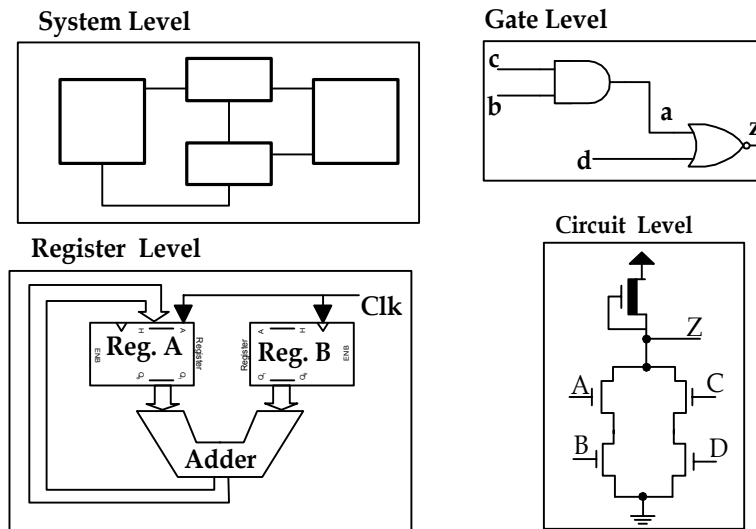 System Level
Gate Level
c
b
a
d
z
Register Level
Clk
Reg. A
Register
ENB
Reg. B
Register
ENB
Adder
Circuit Level
Z
A
C
B
D